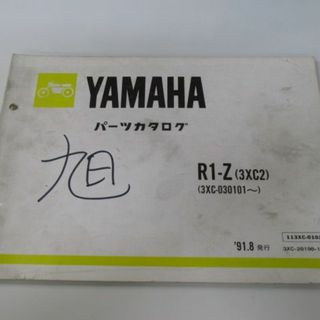 YAMAHA
パーツカタログ
旭
R1-Z(3XC2)
(3XC-030101〜)
'91.8 発行